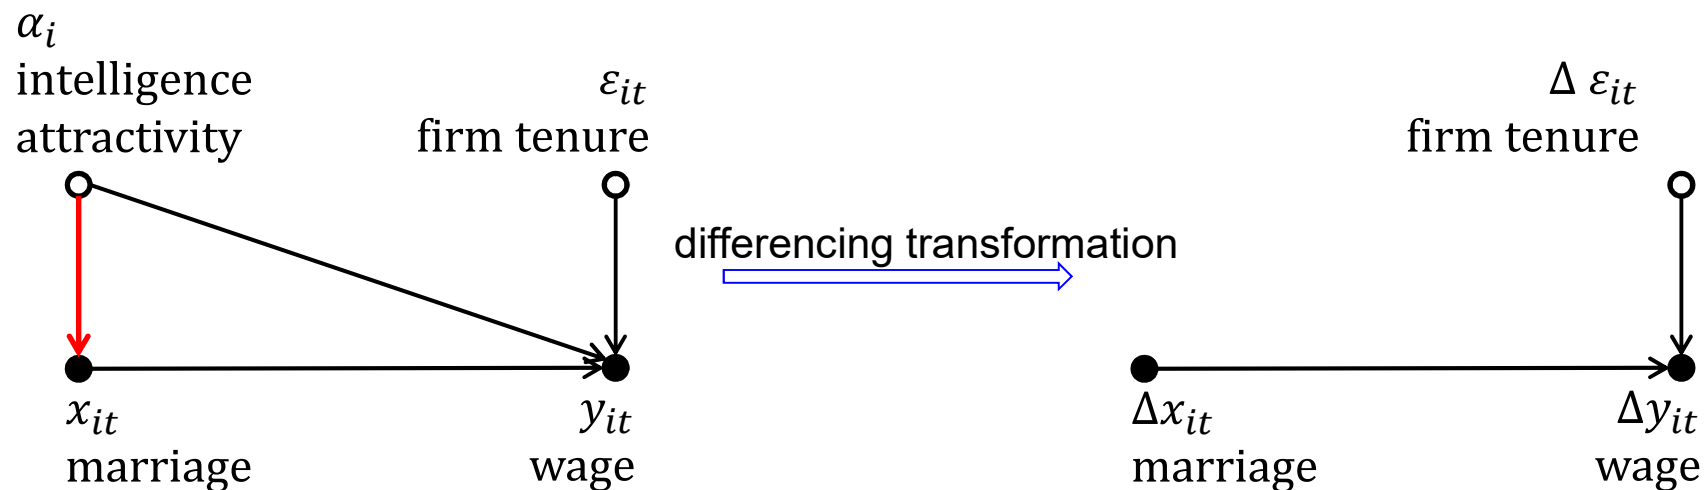 αᵢ
intelligence
attractivity
εᵢₜ
firm tenure
xᵢₜ
marriage
yᵢₜ
wage
differencing transformation
Δ εᵢₜ
firm tenure
Δxᵢₜ
marriage
Δyᵢₜ
wage